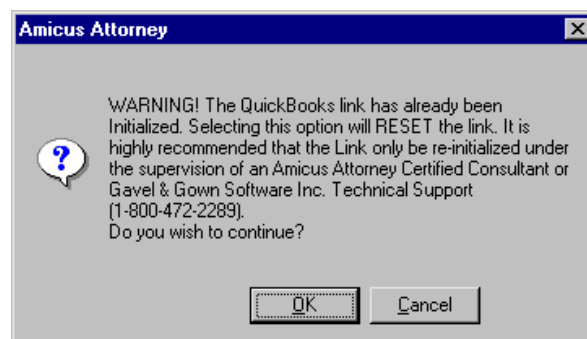 Amicus Attorney
WARNING! The QuickBooks link has already been
Initialized. Selecting this option will RESET the link. It is
highly recommended that the Link only be re-initialized under
the supervision of an Amicus Attorney Certified Consultant or
Gavel & Gown Software Inc. Technical Support
(1-800-472-2289).
Do you wish to continue?
OK Cancel